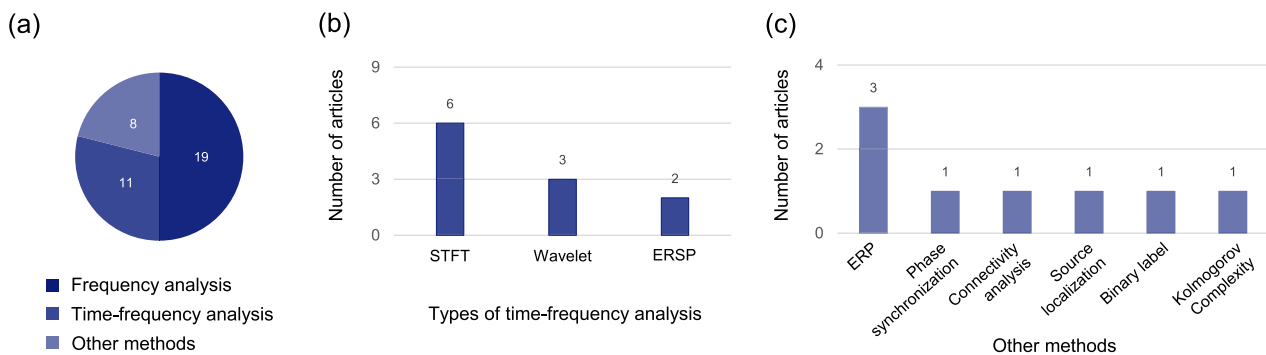 (a)
8
19
11
Frequency analysis
Time-frequency analysis
Other methods
(b)
Number of articles
9
6
3
0
6
3
2
STFT
Wavelet
ERSP
Types of time-frequency analysis
(c)
Number of articles
4
2
0
3
1
1
1
1
1
ERP
Phase
synchronization
Connectivity
analysis
Source
localization
Binary label
Kolmogorov
Complexity
Other methods